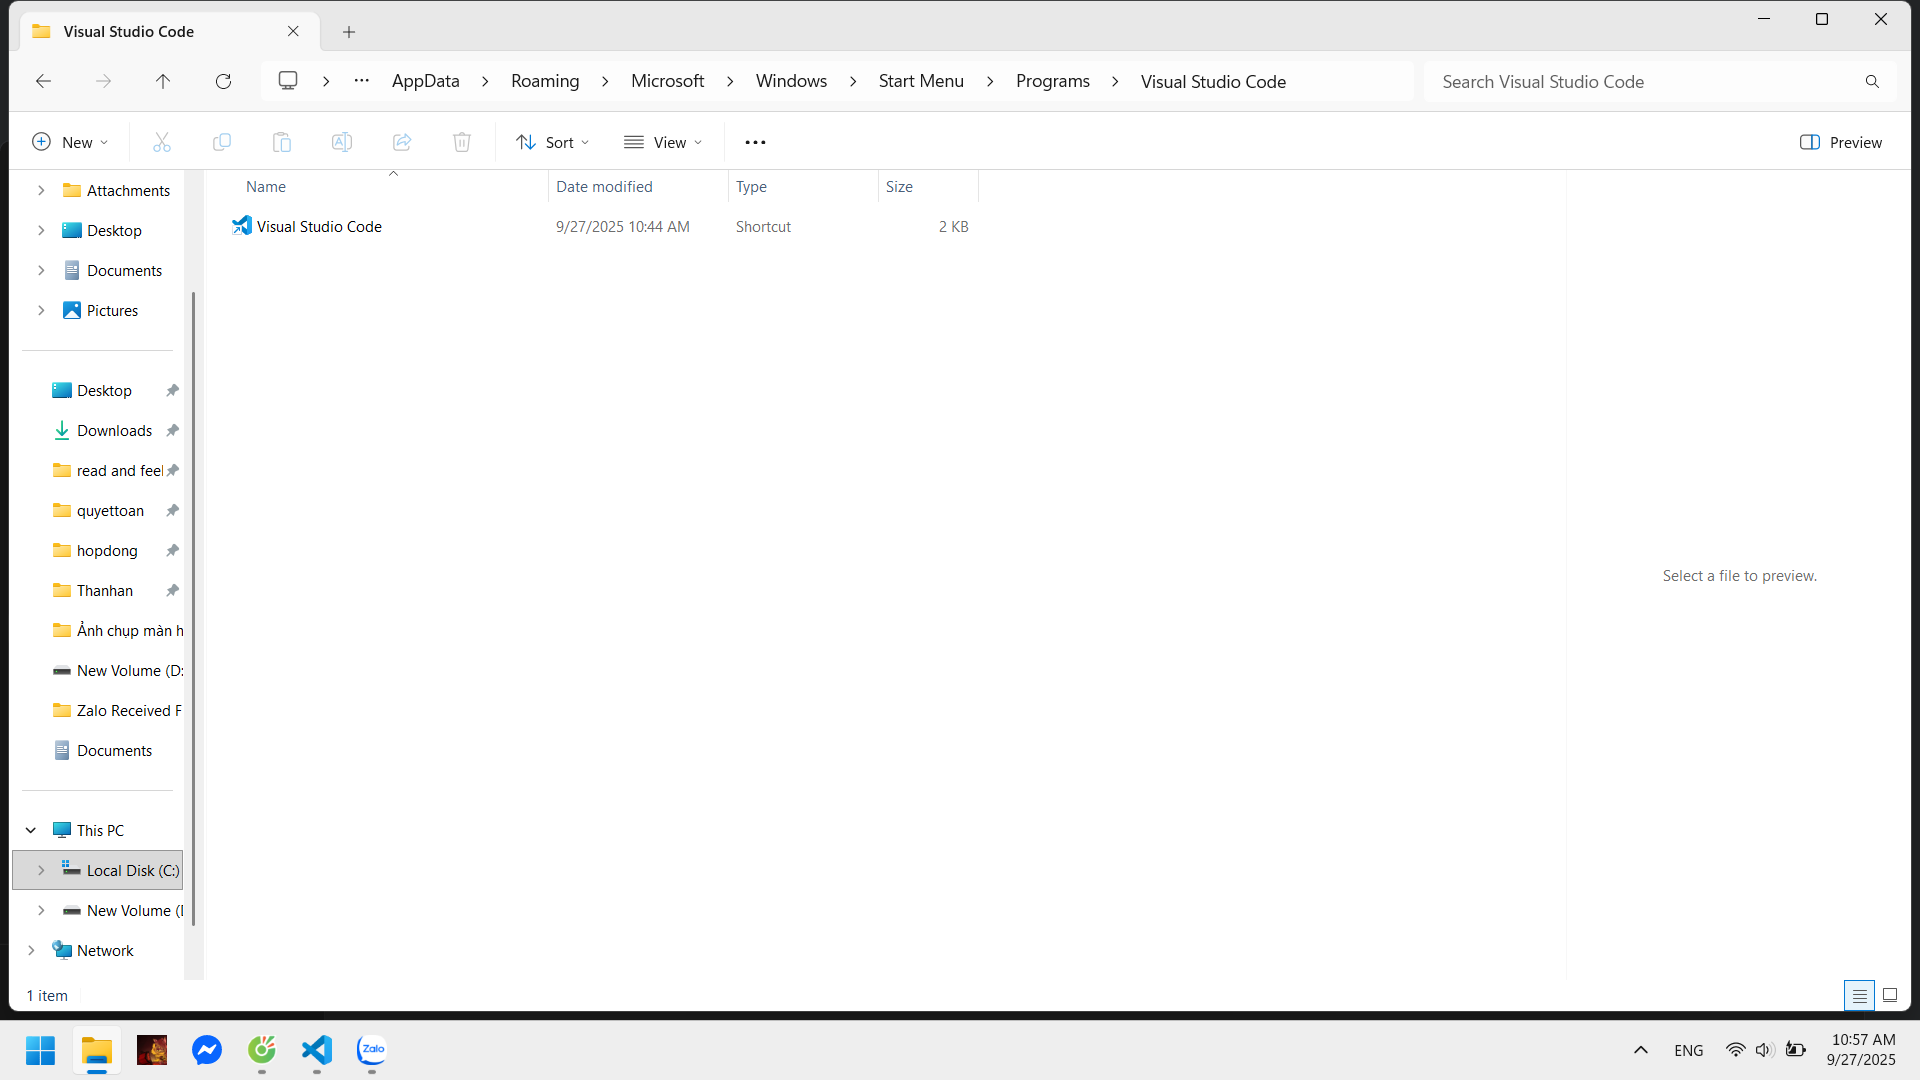 Visual Studio Code
AppData
Roaming
Microsoft
Windows
Start Menu
Programs
Visual Studio Code
Search Visual Studio Code
New
Sort
View
Preview
Attachments
Desktop
Documents
Pictures
Desktop
Downloads
read and feel
quyettoan
hopdong
Thanhan
Ảnh chụp màn h
New Volume (D:
Zalo Received F
Documents
This PC
Local Disk (C:)
New Volume (
Network
Name
Date modified
Type
Size
Visual Studio Code
9/27/2025 10:44 AM
Shortcut
2 KB
Select a file to preview.
1 item
Zalo
ENG
10:57 AM
9/27/2025